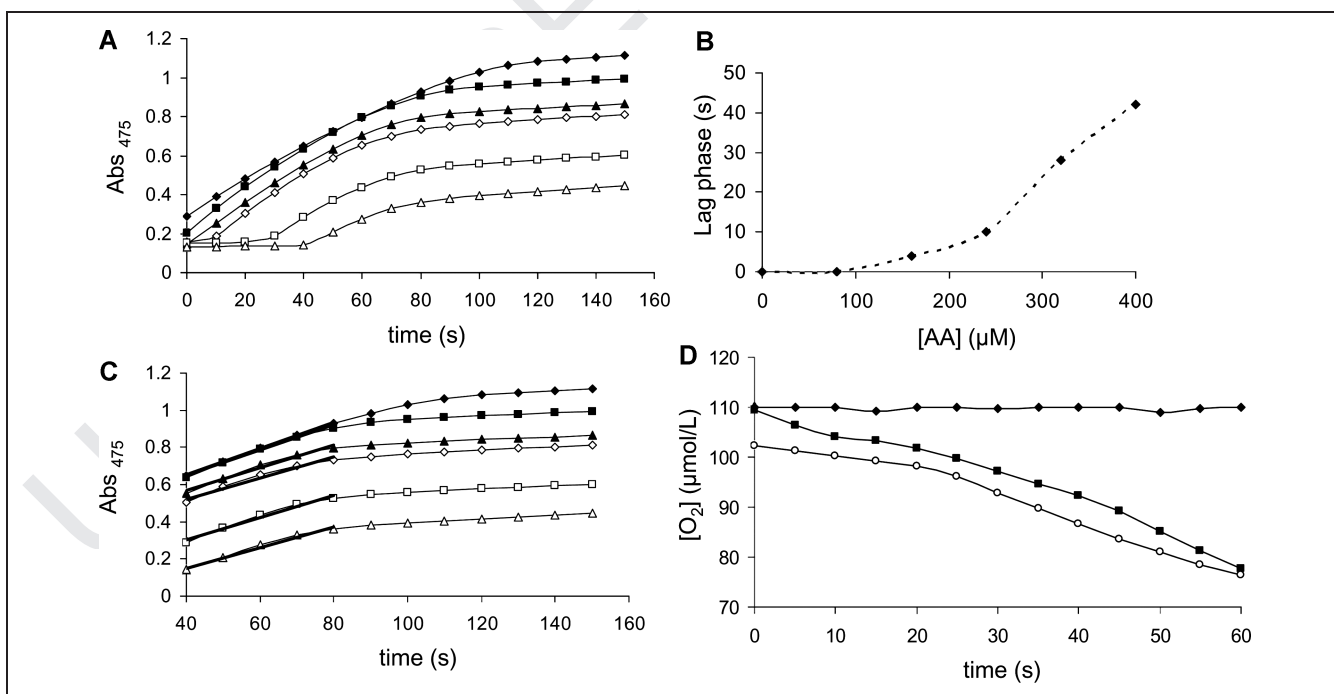 A
Abs 475
1.2
1
0.8
0.6
0.4
0.2
0
0 20 40 60 80 100 120 140 160
time (s)
B
Lag phase (s)
50
40
30
20
10
0
0 100 200 300 400
[AA] (µM)
C
Abs 475
1.2
1
0.8
0.6
0.4
0.2
0
40 60 80 100 120 140 160
time (s)
D
[O2] (µmol/L)
120
110
100
90
80
70
0 10 20 30 40 50 60
time (s)